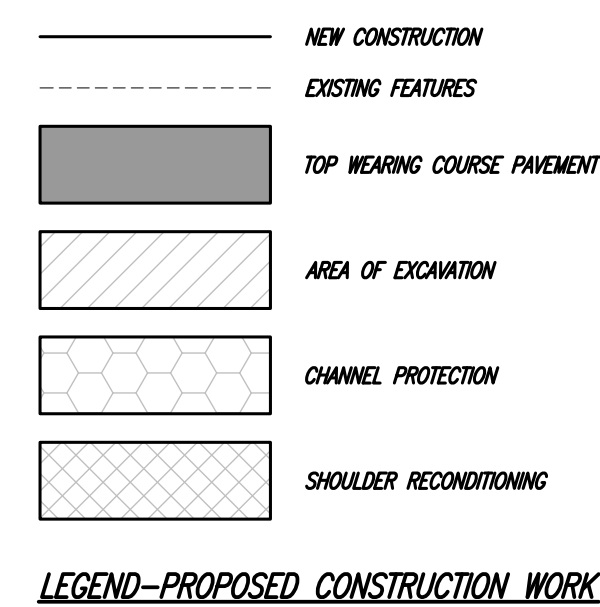 NEW CONSTRUCTION
EXISTING FEATURES
TOP WEARING COURSE PAVEMENT
AREA OF EXCAVATION
CHANNEL PROTECTION
SHOULDER RECONDITIONING
LEGEND-PROPOSED CONSTRUCTION WORK